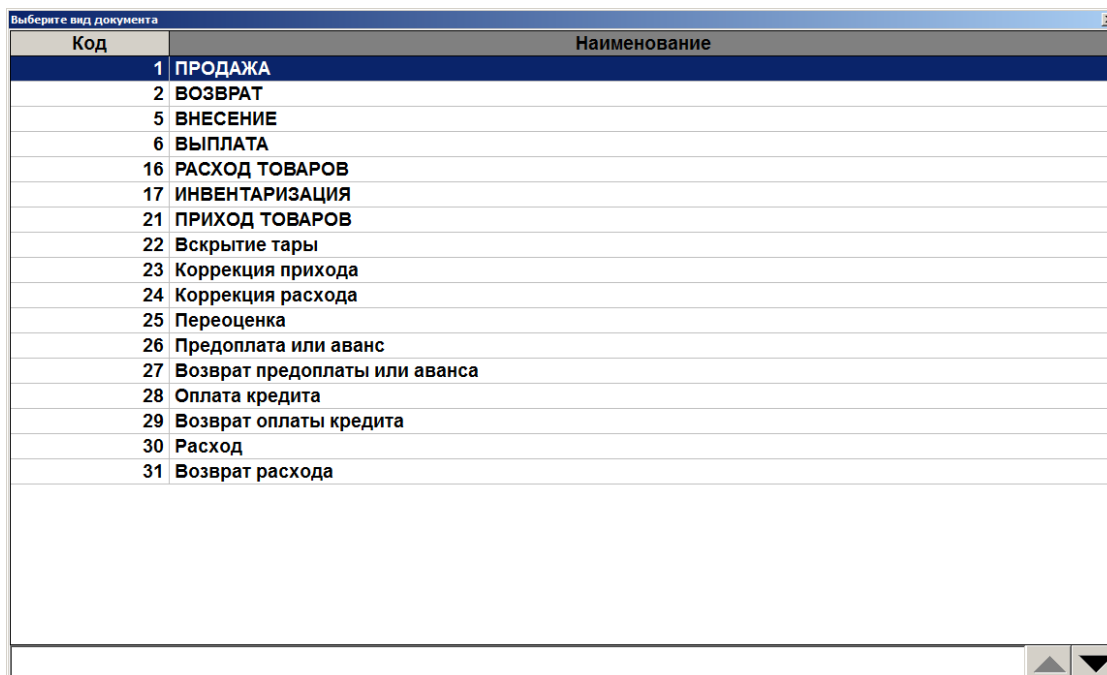 Выберите вид документа
Код Наименование
1 ПРОДАЖА
2 ВОЗВРАТ
5 ВНЕСЕНИЕ
6 ВЫПЛАТА
16 РАСХОД ТОВАРОВ
17 ИНВЕНТАРИЗАЦИЯ
21 ПРИХОД ТОВАРОВ
22 Вскрытие тары
23 Коррекция прихода
24 Коррекция расхода
25 Переоценка
26 Предоплата или аванс
27 Возврат предоплаты или аванса
28 Оплата кредита
29 Возврат оплаты кредита
30 Расход
31 Возврат расхода